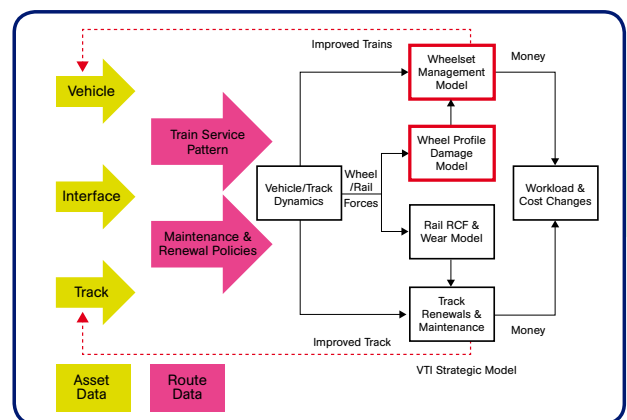 Improved Trains
Money
Wheelset
Management
Model
Vehicle
Train Service
Pattern
Wheel Profile
Damage
Model
Interface
Vehicle/Track
Dynamics
Wheel
/Rail
Forces
Workload &
Cost Changes
Maintenance &
Renewal Policies
Rail RCF &
Wear Model
Track
Track
Renewals &
Maintenance
Improved Track
Money
VTI Strategic Model
Asset
Data
Route
Data